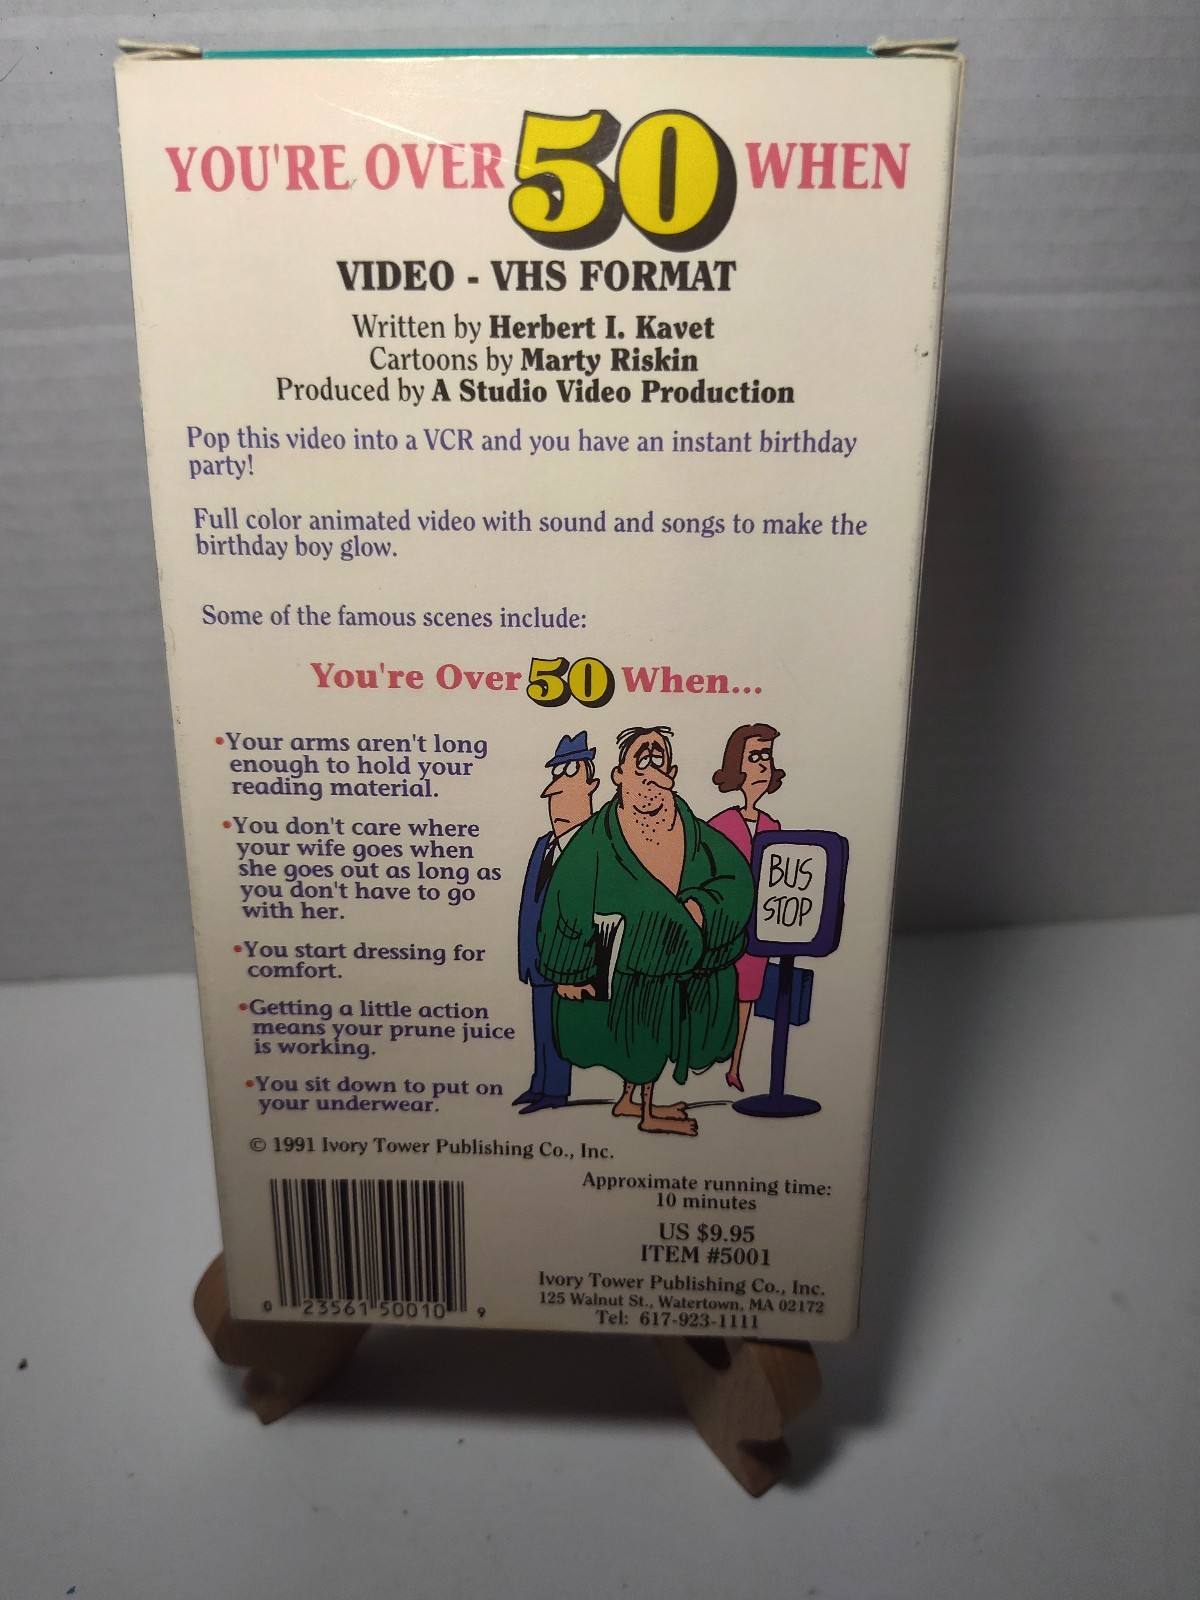 YOU'RE OVER 50 WHEN
VIDEO - VHS FORMAT
Written by Herbert I. Kavet
Cartoons by Marty Riskin
Produced by A Studio Video Production
Pop this video into a VCR and you have an instant birthday
party!
Full color animated video with sound and songs to make the
birthday boy glow.
Some of the famous scenes include:
You're Over 50 When...
•Your arms aren't long
enough to hold your
reading material.
•You don't care where
your wife goes when
she goes out as long as
you don't have to go
with her.
•You start dressing for
comfort.
•Getting a little action
means your prune juice
is working.
•You sit down to put on
your underwear.
BUS
STOP
© 1991 Ivory Tower Publishing Co., Inc.
Approximate running time:
10 minutes
US $9.95
ITEM #5001
Ivory Tower Publishing Co., Inc.
125 Walnut St., Watertown, MA 02172
Tel: 617-923-1111
0 23561 50010 9